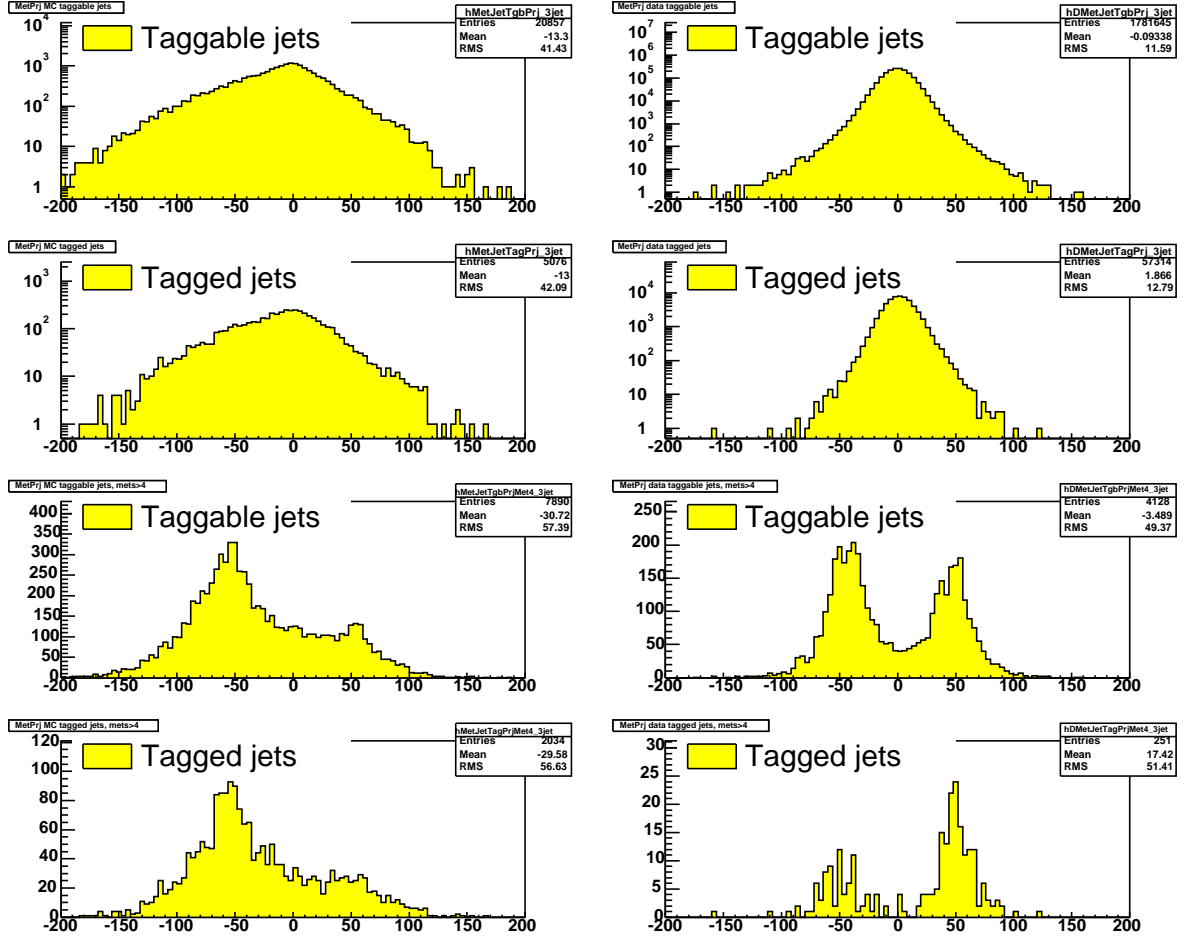 MetPrj MC taggable jets
hMetJetTgbPrj_3jet
Entries 20857
Mean -13.3
RMS 41.43
Taggable jets
10^4
10^3
10^2
10
1
-200 -150 -100 -50 0 50 100 150 200
MetPrj data taggable jets
hDMetJetTgbPrj_3jet
Entries 1781645
Mean -0.09338
RMS 11.59
Taggable jets
10^7
10^6
10^5
10^4
10^3
10^2
10
1
-200 -150 -100 -50 0 50 100 150 200
MetPrj MC tagged jets
hMetJetTagPrj_3jet
Entries 5076
Mean -13
RMS 42.09
Tagged jets
10^3
10^2
10
1
-200 -150 -100 -50 0 50 100 150 200
MetPrj data tagged jets
hDMetJetTagPrj_3jet
Entries 57314
Mean 1.866
RMS 12.79
Tagged jets
10^4
10^3
10^2
10
1
-200 -150 -100 -50 0 50 100 150 200
MetPrj MC taggable jets, mets>4
hMetJetTgbPrjMet4_3jet
Entries 7890
Mean -30.72
RMS 57.39
Taggable jets
400
350
300
250
200
150
100
50
0
-200 -150 -100 -50 0 50 100 150 200
MetPrj data taggable jets, mets>4
hDMetJetTgbPrjMet4_3jet
Entries 4128
Mean -3.489
RMS 49.37
Taggable jets
250
200
150
100
50
0
-200 -150 -100 -50 0 50 100 150 200
MetPrj MC tagged jets, mets>4
hMetJetTagPrjMet4_3jet
Entries 2034
Mean -29.58
RMS 56.63
Tagged jets
120
100
80
60
40
20
0
-200 -150 -100 -50 0 50 100 150 200
MetPrj data tagged jets, mets>4
hDMetJetTagPrjMet4_3jet
Entries 251
Mean 17.42
RMS 51.41
Tagged jets
30
25
20
15
10
5
0
-200 -150 -100 -50 0 50 100 150 200